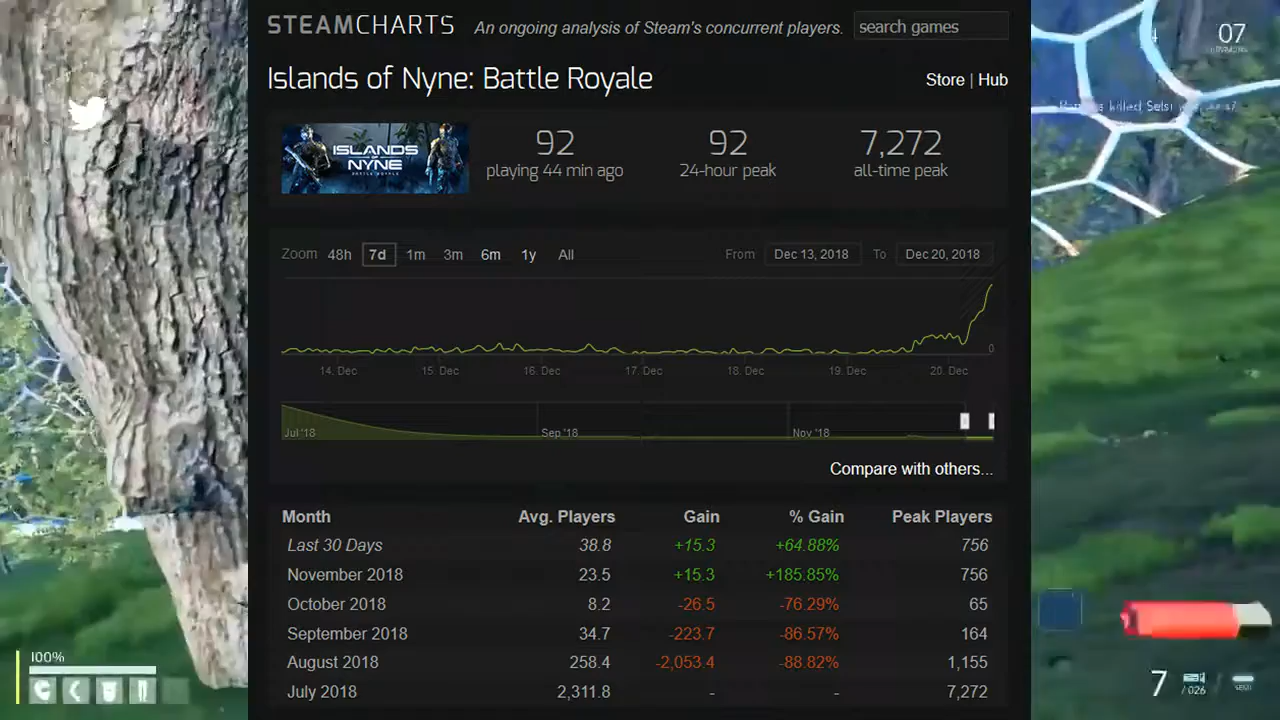 STEAMCHARTS An ongoing analysis of Steam's concurrent players. search games
Islands of Nyne: Battle Royale Store | Hub
07
ISLANDS
OF
NYNE
BATTLE ROYALE
92 92 7,272
playing 44 min ago 24-hour peak all-time peak
Zoom 48h 7d 1m 3m 6m 1y All From Dec 13, 2018 To Dec 20, 2018
0
14. Dec 15. Dec 16. Dec 17. Dec 18. Dec 19. Dec 20. Dec
Jul '18 Sep '18 Nov '18
Compare with others...
Month Avg. Players Gain % Gain Peak Players
Last 30 Days 38.8 +15.3 +64.88% 756
November 2018 23.5 +15.3 +185.85% 756
October 2018 8.2 -26.5 -76.29% 65
September 2018 34.7 -223.7 -86.57% 164
August 2018 258.4 -2,053.4 -88.82% 1,155
July 2018 2,311.8 - - 7,272
100%
7 / 026